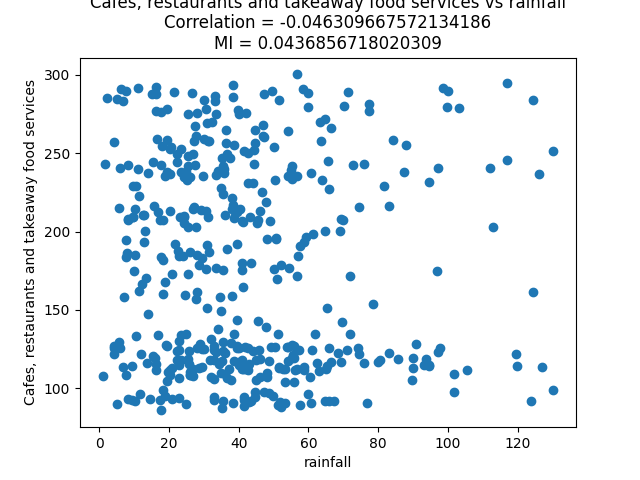 Cafes, restaurants and takeaway food services vs rainfall
Correlation = -0.046309667572134186
MI = 0.0436856718020309
Cafes, restaurants and takeaway food services
300
250
200
150
100
0 20 40 60 80 100 120
rainfall